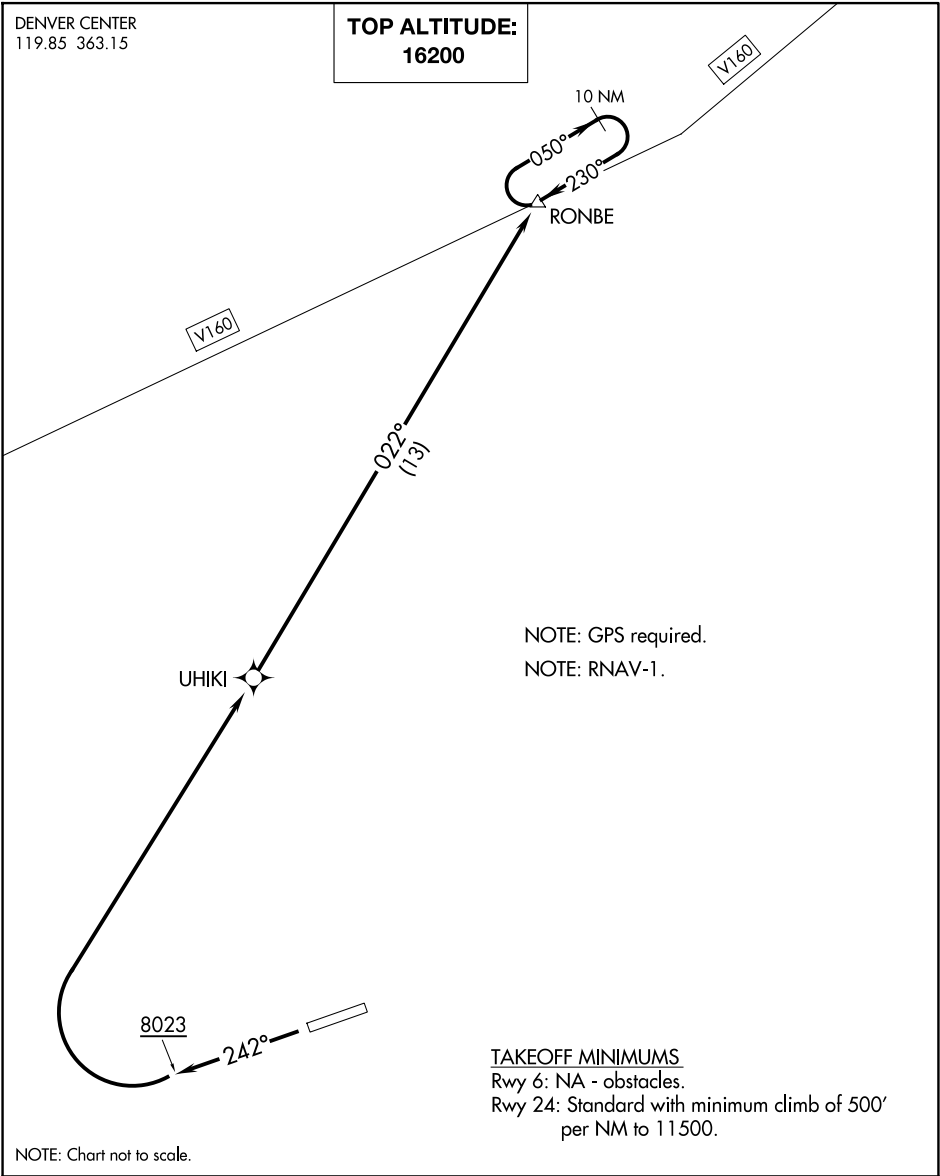 DENVER CENTER
119.85 363.15
TOP ALTITUDE:
16200
V160
10 NM
050°
230°
RONBE
V160
022°
(13)
NOTE: GPS required.
NOTE: RNAV-1.
UHIKI
8023
242°
TAKEOFF MINIMUMS
Rwy 6: NA - obstacles.
Rwy 24: Standard with minimum climb of 500'
per NM to 11500.
NOTE: Chart not to scale.